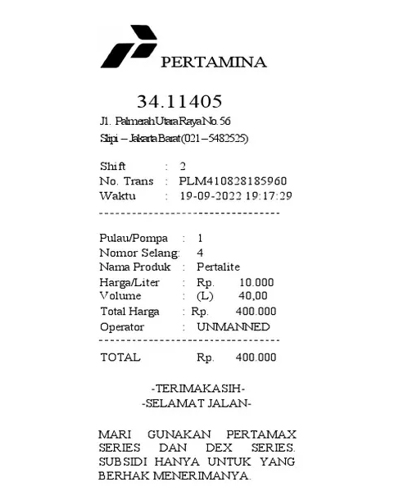 PERTAMINA
34.11405
Jl. Palmerah Utara Raya No. 56
Slipi – Jakarta Barat (021 – 5482525)
Shift : 2
No. Trans : PLM410828185960
Waktu : 19-09-2022 19:17:29
--------------------------------
Pulau/Pompa : 1
Nomor Selang: 4
Nama Produk : Pertalite
Harga/Liter : Rp. 10.000
Volume : (L) 40,00
Total Harga : Rp. 400.000
Operator : UNMANNED
--------------------------------
TOTAL Rp. 400.000
-TERIMAKASIH-
-SELAMAT JALAN-
MARI GUNAKAN PERTAMAX
SERIES DAN DEX SERIES.
SUBSIDI HANYA UNTUK YANG
BERHAK MENERIMANYA.